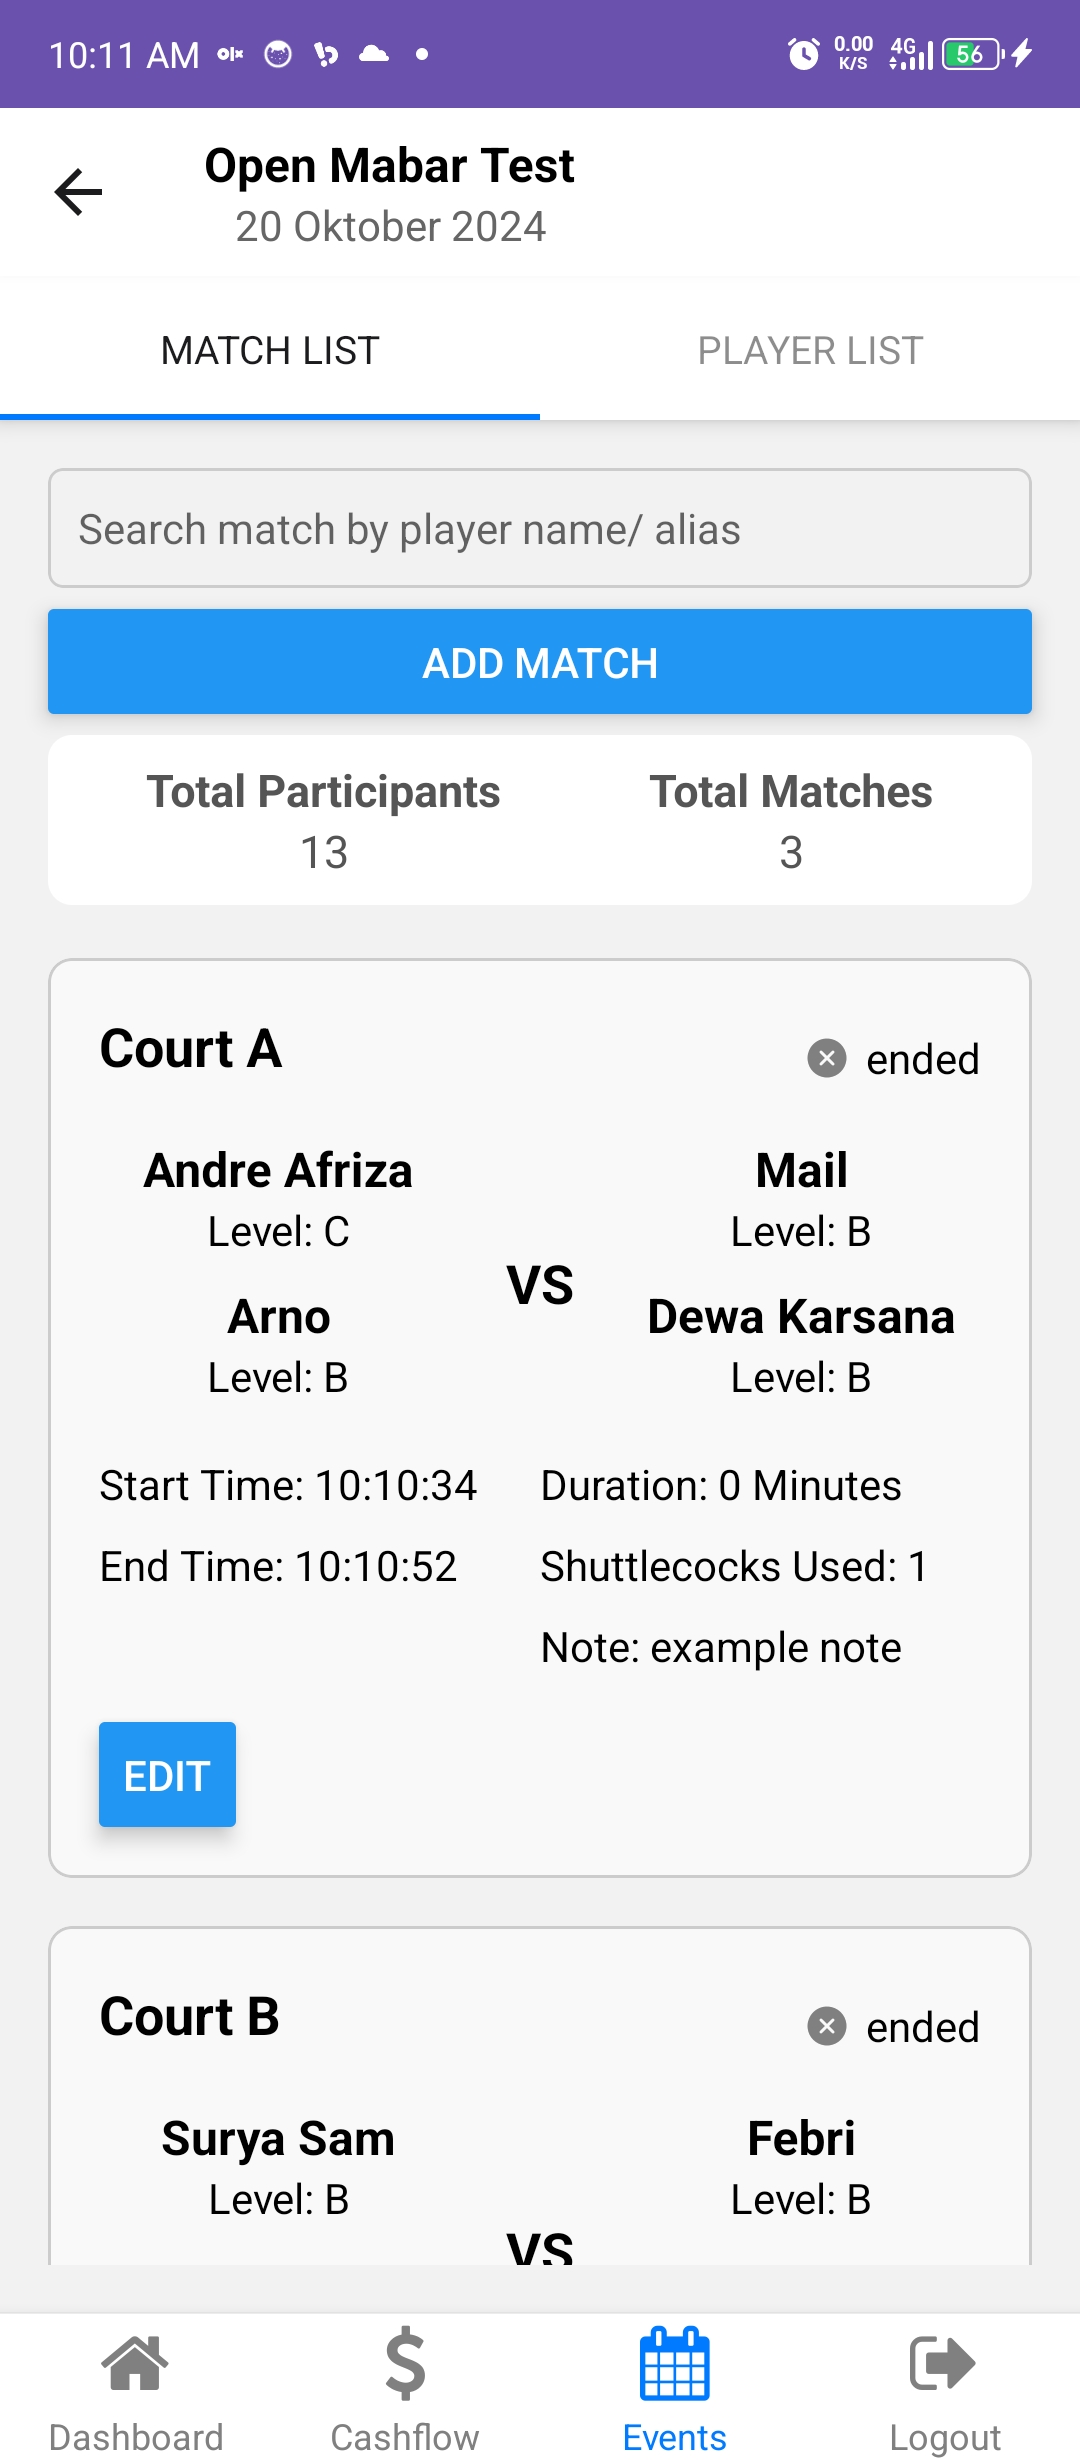 10:11 AM olx 0.00 K/S 4G 56
Open Mabar Test
20 Oktober 2024
MATCH LIST PLAYER LIST
Search match by player name/ alias
ADD MATCH
Total Participants Total Matches
13 3
Court A ended
Andre Afriza Mail
Level: C Level: B
VS
Arno Dewa Karsana
Level: B Level: B
Start Time: 10:10:34 Duration: 0 Minutes
End Time: 10:10:52 Shuttlecocks Used: 1
Note: example note
EDIT
Court B ended
Surya Sam Febri
Level: B Level: B
VS
Dashboard Cashflow Events Logout